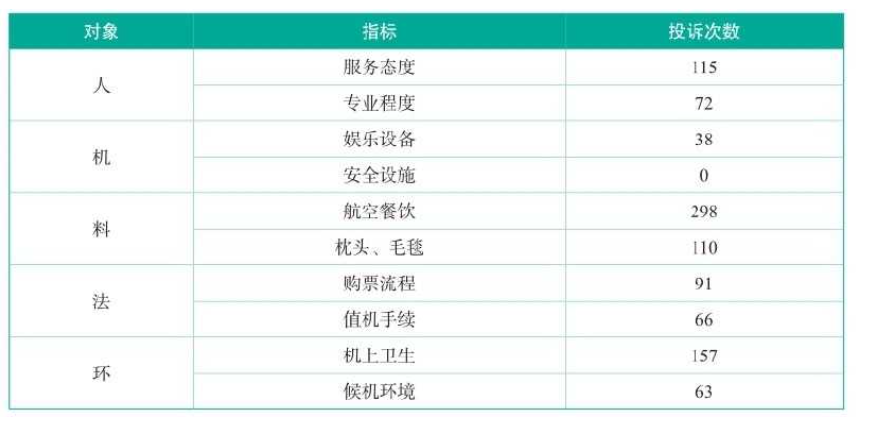 对象 指标 投诉次数
人 服务态度 115
专业程度 72
机 娱乐设备 38
安全设施 0
料 航空餐饮 298
枕头、毛毯 110
法 购票流程 91
值机手续 66
环 机上卫生 157
候机环境 63